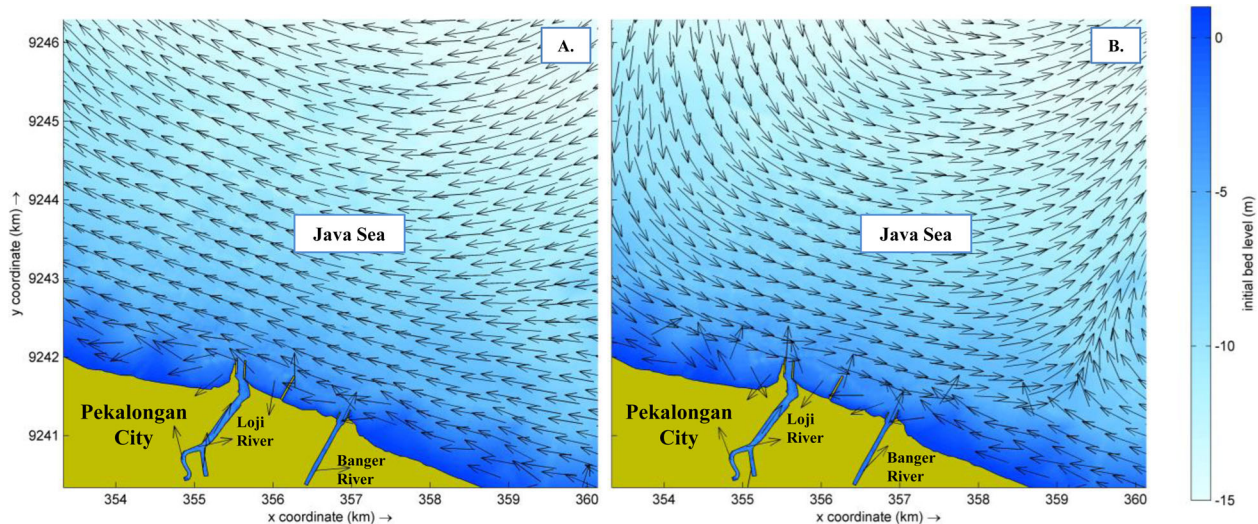 A.
9246
9245
9244
9243
9242
9241
y coordinate (km) →
Java Sea
Pekalongan
City
Loji
River
Banger
River
354
355
356
357
358
359
360
x coordinate (km) →
B.
Java Sea
Pekalongan
City
Loji
River
Banger
River
354
355
356
357
358
359
360
x coordinate (km) →
0
-5
-10
-15
initial bed level (m)